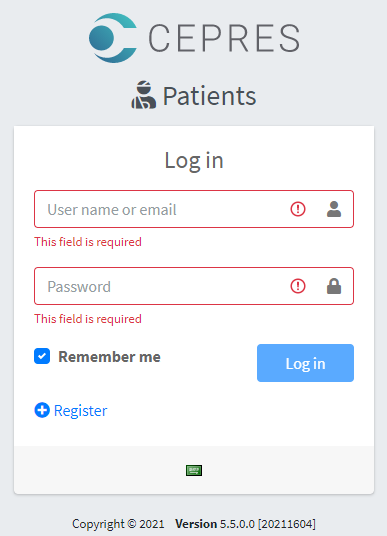 CEPRES
Patients
Log in
User name or email
This field is required
Password
This field is required
Remember me
Log in
Register
Copyright © 2021 Version 5.5.0.0 [20211604]